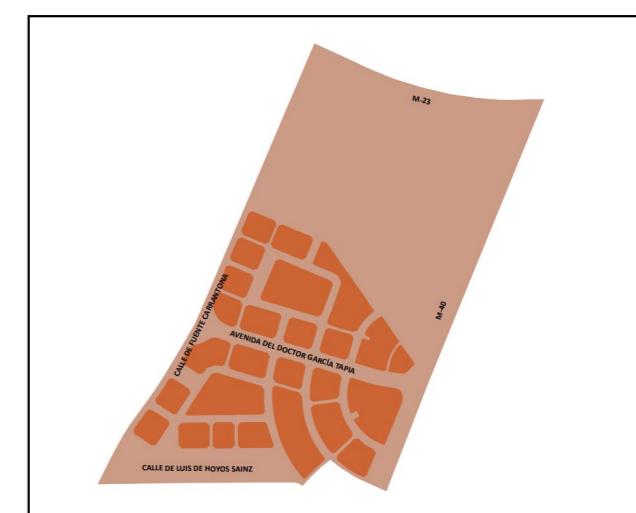 M-23
M-40
CALLE DE FUENTE CARRANTONA
AVENIDA DEL DOCTOR GARCÍA TAPIA
CALLE DE LUIS DE HOYOS SAINZ